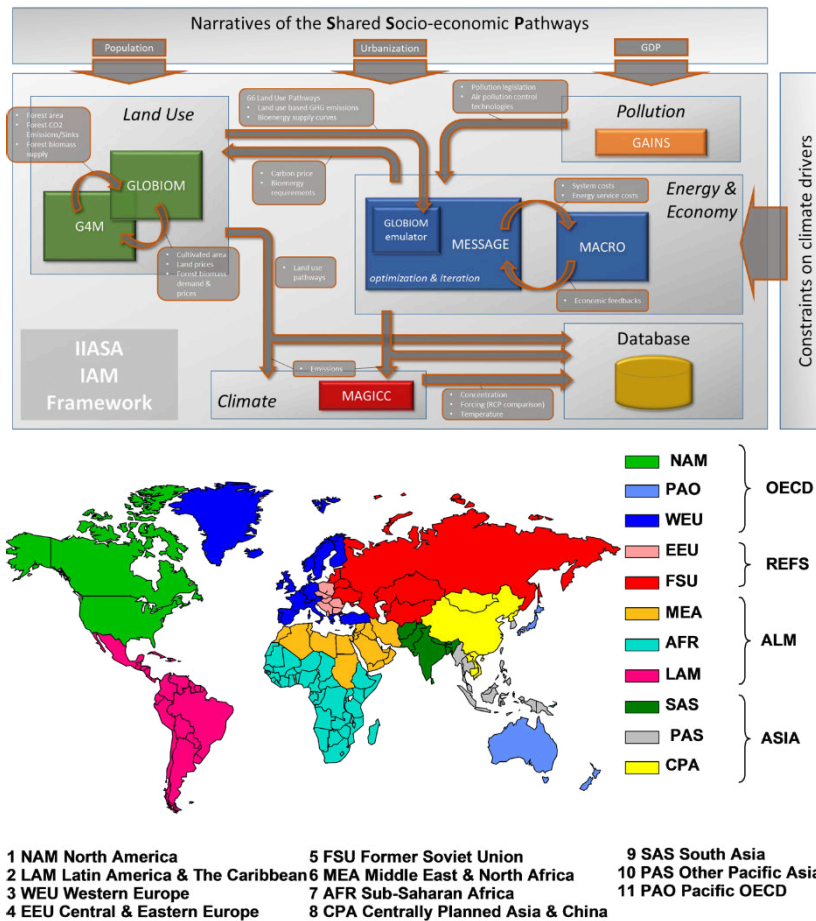 Narratives of the Shared Socio-economic Pathways
Population
Urbanization
GDP
Land Use
• Forest area
• Forest CO2
Emissions/Sinks
• Forest biomass
supply
GLOBIOM
G4M
• Cultivated area
• Land prices
• Forest biomass
demand &
prices
66 Land Use Pathways
• Land use based GHG emissions
• Bioenergy supply curves
• Carbon price
• Bioenergy
requirements
• Land use
pathways
• Pollution legislation
• Air pollution control
technologies
Pollution
GAINS
Energy &
Economy
GLOBIOM
emulator
MESSAGE
optimization & iteration
• System costs
• Energy service costs
MACRO
• Economic feedbacks
Constraints on climate drivers
IIASA
IAM
Framework
• Emissions
Climate
MAGICC
• Concentration
• Forcing (RCP comparison)
• Temperature
Database
NAM
PAO
WEU
OECD
EEU
FSU
REFS
MEA
AFR
LAM
ALM
SAS
PAS
CPA
ASIA
1 NAM North America
2 LAM Latin America & The Caribbean
3 WEU Western Europe
4 EEU Central & Eastern Europe
5 FSU Former Soviet Union
6 MEA Middle East & North Africa
7 AFR Sub-Saharan Africa
8 CPA Centrally Planned Asia & China
9 SAS South Asia
10 PAS Other Pacific Asia
11 PAO Pacific OECD